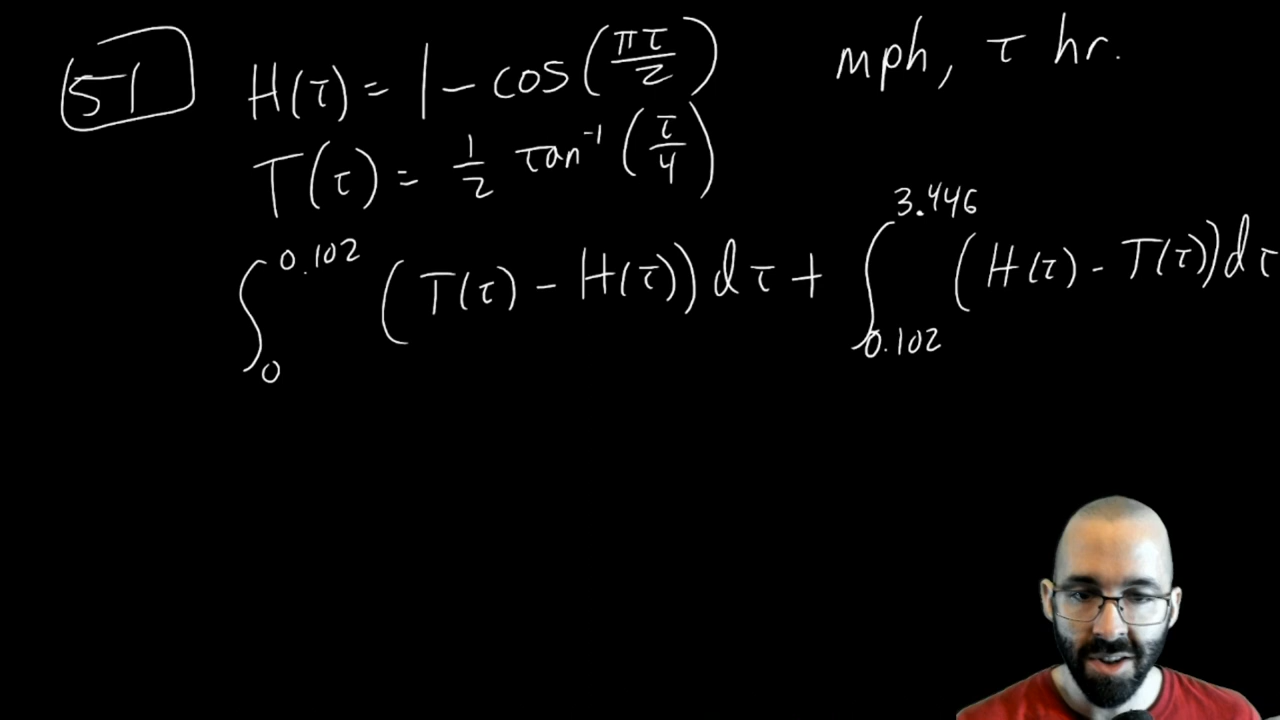 51 H(τ) = 1 - cos(πτ/2) mph, τ hr.
T(τ) = 1/2 tan⁻¹(τ/4)
∫₀^0.102 (T(τ) - H(τ)) dτ + ∫_0.102^3.446 (H(τ) - T(τ)) dτ